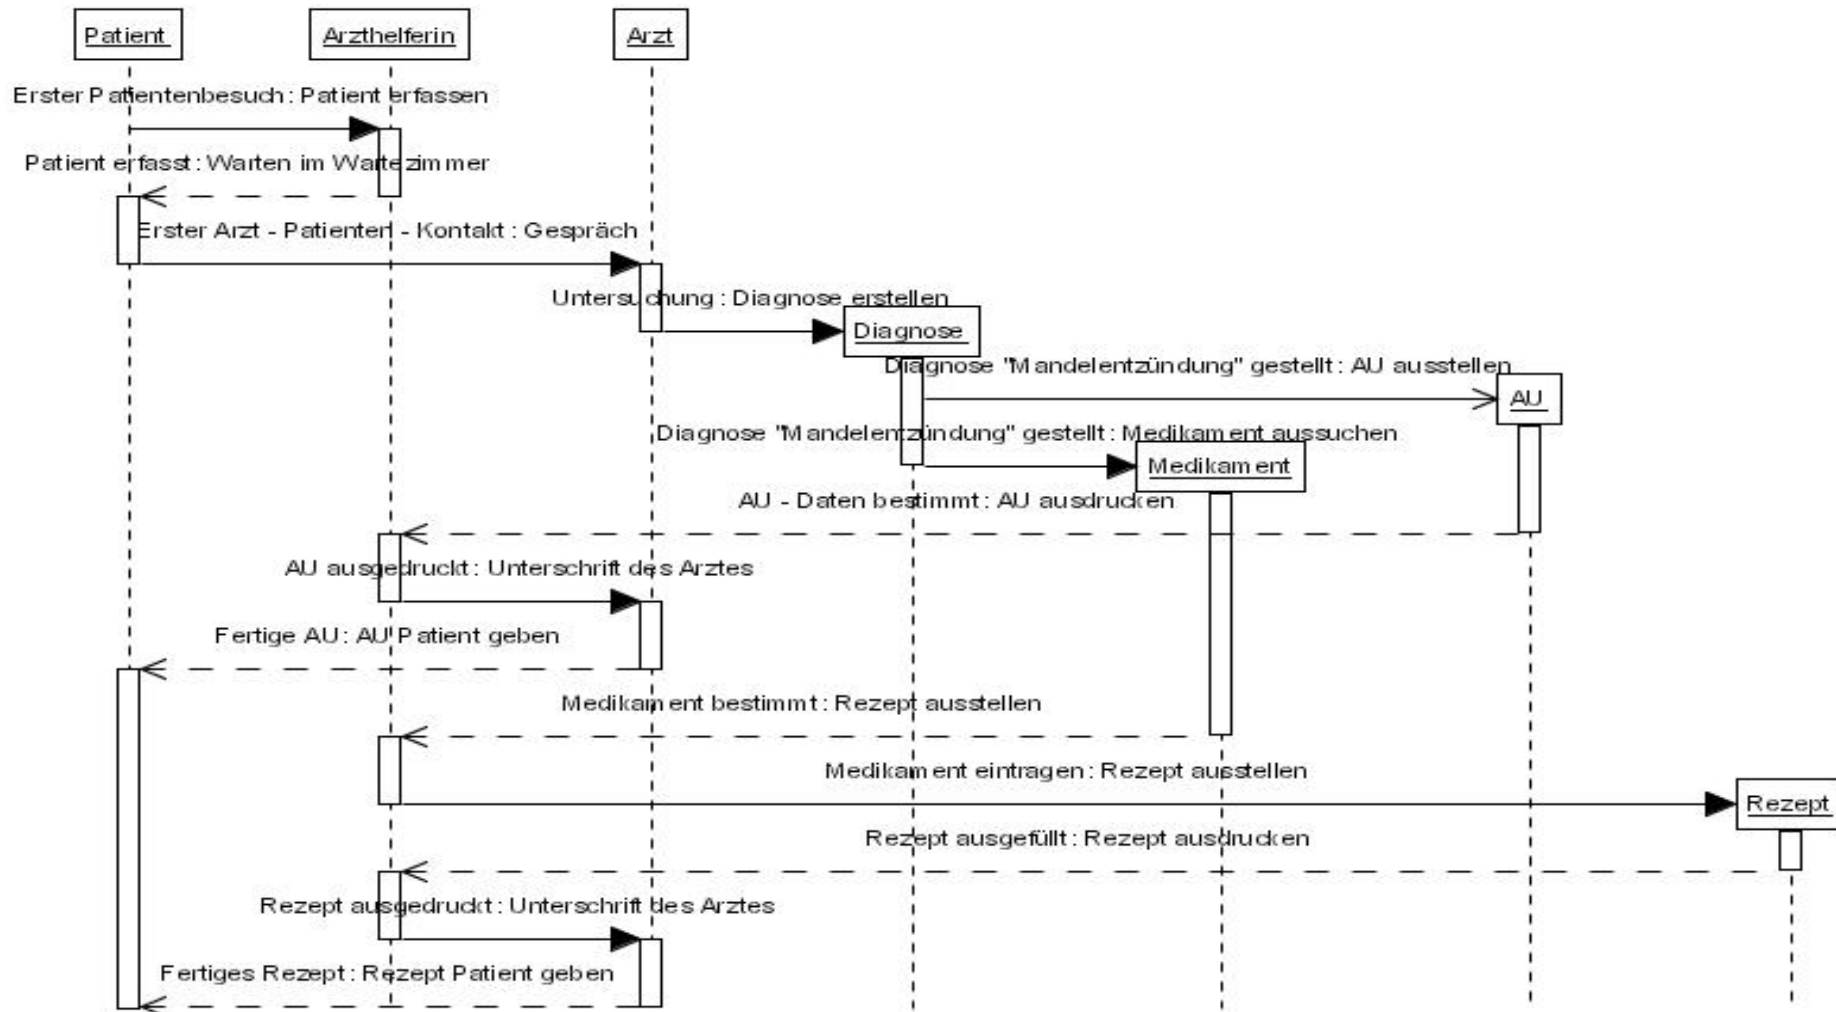 Patient
Arzthelferin
Arzt
Erster Patientenbesuch : Patient erfassen
Patient erfasst : Warten im Wartezimmer
Erster Arzt - Patienten - Kontakt : Gespräch
Untersuchung : Diagnose erstellen
Diagnose
Diagnose "Mandelentzündung" gestellt : AU ausstellen
AU
Diagnose "Mandelentzündung" gestellt : Medikament aussuchen
Medikament
AU - Daten bestimmt : AU ausdrucken
AU ausgedruckt : Unterschrift des Arztes
Fertige AU : AU Patient geben
Medikament bestimmt : Rezept ausstellen
Medikament eintragen : Rezept ausstellen
Rezept
Rezept ausgefüllt : Rezept ausdrucken
Rezept ausgedruckt : Unterschrift des Arztes
Fertiges Rezept : Rezept Patient geben